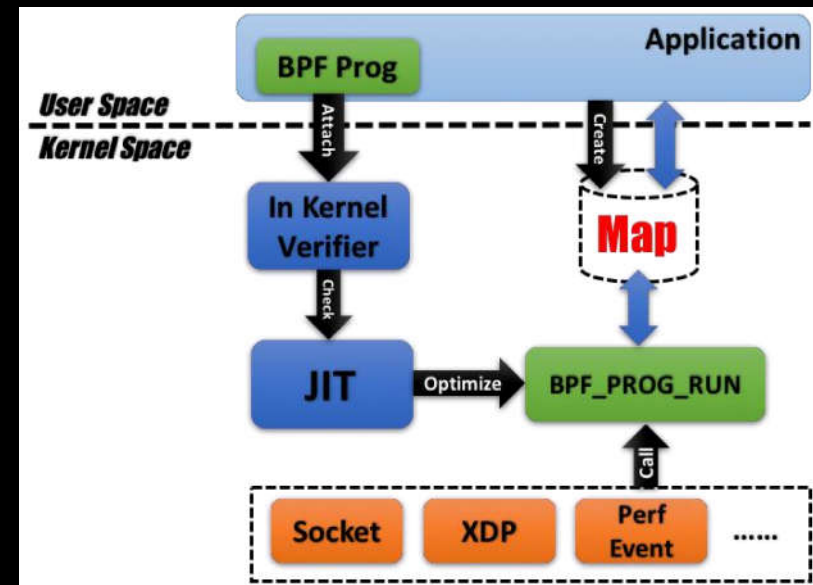 Application
BPF Prog
User Space
Kernel Space
Attach
Create
In Kernel
Verifier
Map
Check
JIT
Optimize
BPF_PROG_RUN
Call
Socket
XDP
Perf
Event
......